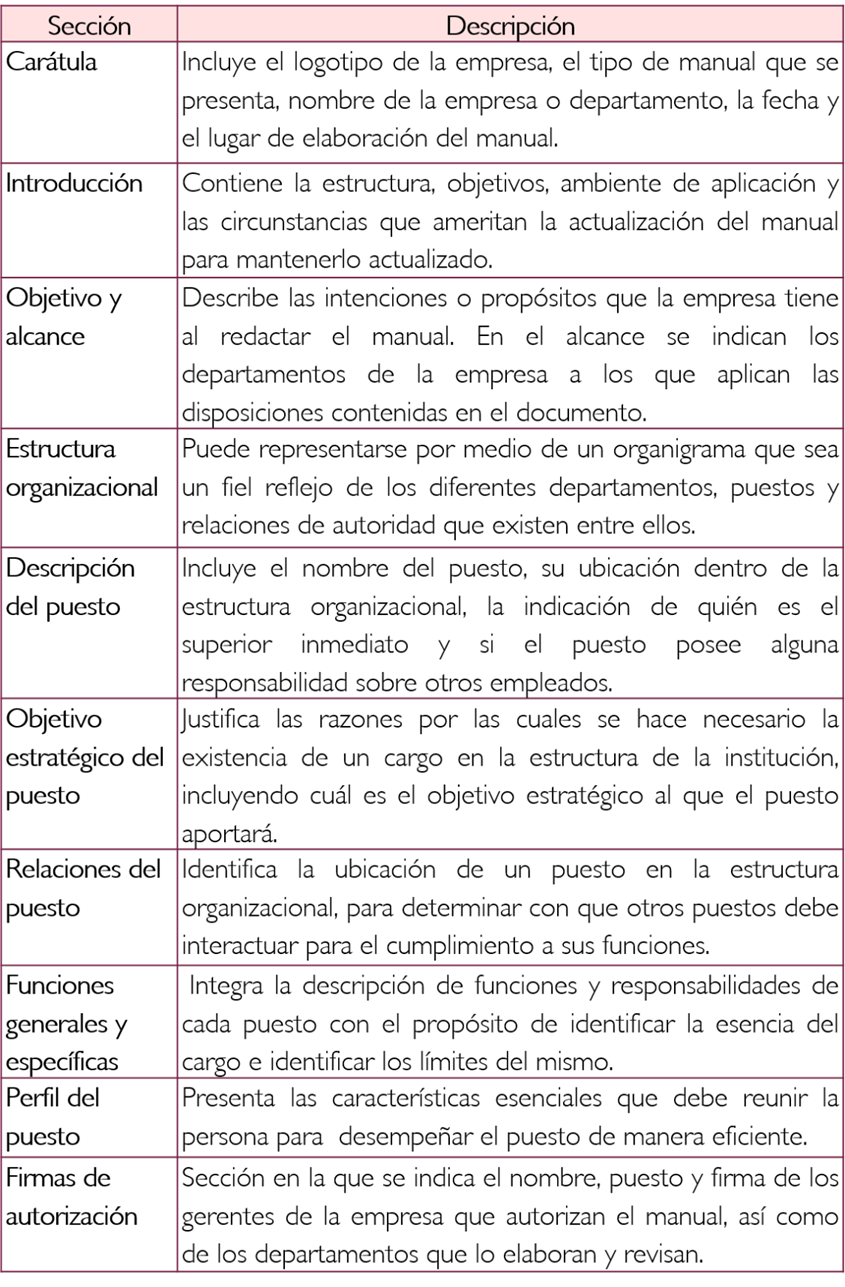 Sección
Descripción
Carátula
Incluye el logotipo de la empresa, el tipo de manual que se
presenta, nombre de la empresa o departamento, la fecha y
el lugar de elaboración del manual.
Introducción
Contiene la estructura, objetivos, ambiente de aplicación y
las circunstancias que ameritan la actualización del manual
para mantenerlo actualizado.
Objetivo y
alcance
Describe las intenciones o propósitos que la empresa tiene
al redactar el manual. En el alcance se indican los
departamentos de la empresa a los que aplican las
disposiciones contenidas en el documento.
Estructura
organizacional
Puede representarse por medio de un organigrama que sea
un fiel reflejo de los diferentes departamentos, puestos y
relaciones de autoridad que existen entre ellos.
Descripción
del puesto
Incluye el nombre del puesto, su ubicación dentro de la
estructura organizacional, la indicación de quién es el
superior inmediato y si el puesto posee alguna
responsabilidad sobre otros empleados.
Objetivo
estratégico del
puesto
Justifica las razones por las cuales se hace necesario la
existencia de un cargo en la estructura de la institución,
incluyendo cuál es el objetivo estratégico al que el puesto
aportará.
Relaciones del
puesto
Identifica la ubicación de un puesto en la estructura
organizacional, para determinar con que otros puestos debe
interactuar para el cumplimiento a sus funciones.
Funciones
generales y
específicas
Integra la descripción de funciones y responsabilidades de
cada puesto con el propósito de identificar la esencia del
cargo e identificar los límites del mismo.
Perfil del
puesto
Presenta las características esenciales que debe reunir la
persona para desempeñar el puesto de manera eficiente.
Firmas de
autorización
Sección en la que se indica el nombre, puesto y firma de los
gerentes de la empresa que autorizan el manual, así como
de los departamentos que lo elaboran y revisan.